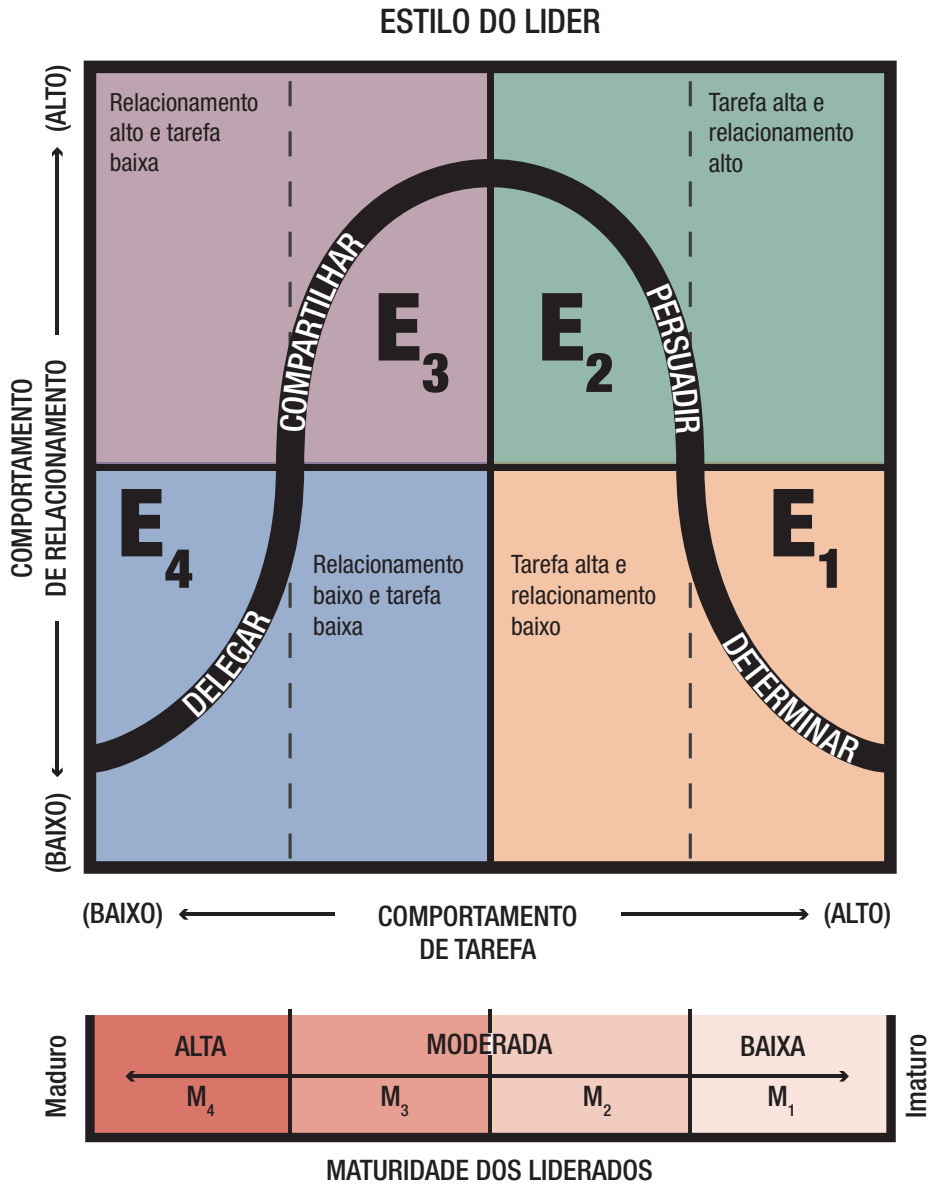 ESTILO DO LIDER
(ALTO)
COMPORTAMENTO
DE RELACIONAMENTO
(BAIXO)
Relacionamento
alto e tarefa
baixa
Tarefa alta e
relacionamento
alto
COMPARTILHAR
E3
E2
PERSUADIR
E4
E1
Relacionamento
baixo e tarefa
baixa
Tarefa alta e
relacionamento
baixo
DELEGAR
DETERMINAR
(BAIXO)
COMPORTAMENTO
DE TAREFA
(ALTO)
Maduro
ALTA
MODERADA
BAIXA
M4
M3
M2
M1
Imaturo
MATURIDADE DOS LIDERADOS